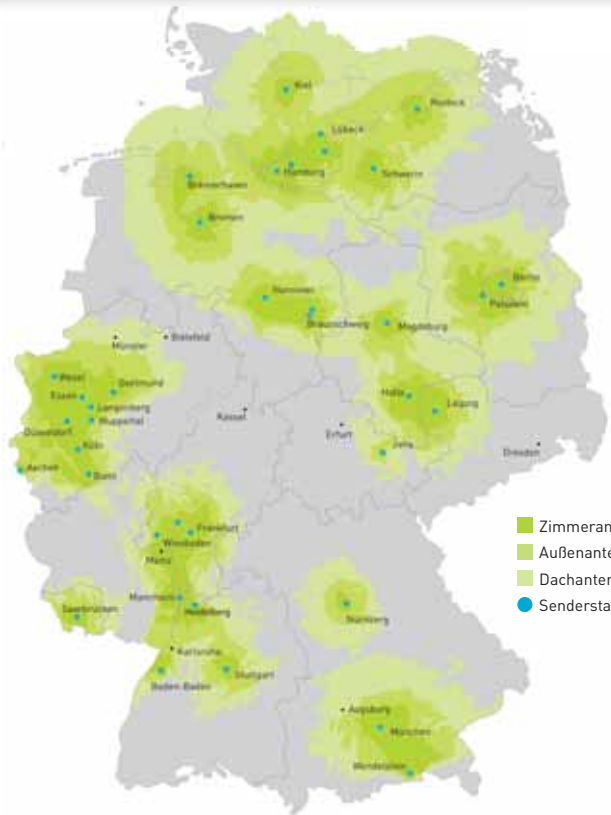 Kiel
Rostock
Lübeck
Hamburg
Schwerin
Bremerhaven
Bremen
Hannover
Braunschweig
Magdeburg
Berlin
Potsdam
Münster
Bielefeld
Wesel
Dortmund
Essen
Langenberg
Düsseldorf
Wuppertal
Köln
Aachen
Bonn
Kassel
Halle
Leipzig
Erfurt
Jena
Dresden
Frankfurt
Wiesbaden
Mainz
Mannheim
Heidelberg
Saarbrücken
Nürnberg
Karlsruhe
Stuttgart
Baden-Baden
Augsburg
München
Wendelstein
Zimmeran
Außenante
Dachanten
Sendersta